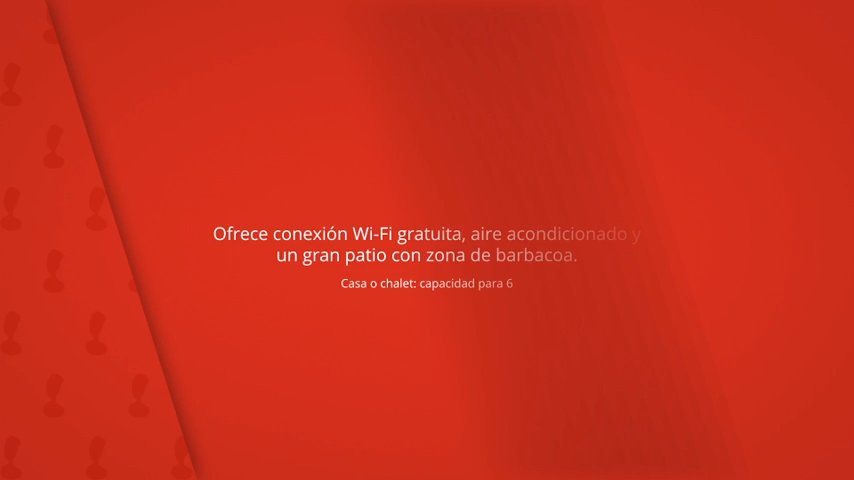 Ofrece conexión Wi-Fi gratuita, aire acondicionado y
un gran patio con zona de barbacoa.
Casa o chalet: capacidad para 6